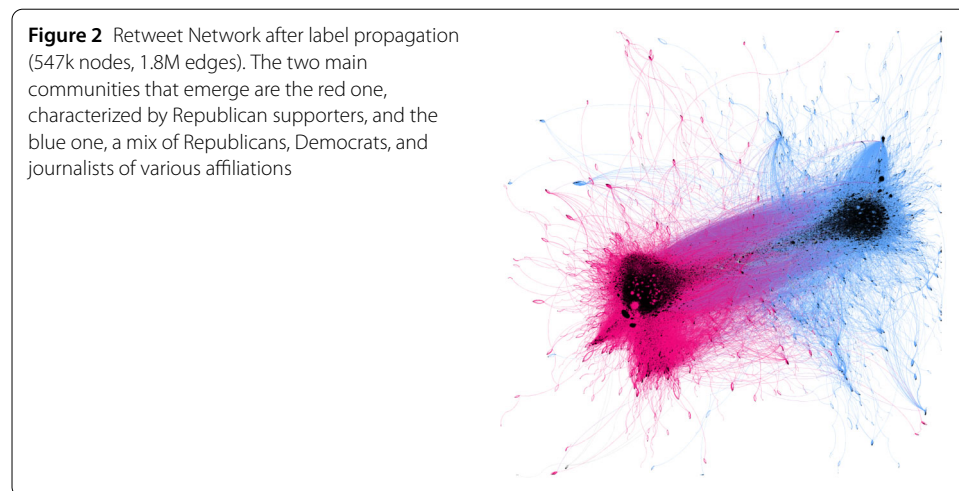 Figure 2 Retweet Network after label propagation
(547k nodes, 1.8M edges). The two main
communities that emerge are the red one,
characterized by Republican supporters, and the
blue one, a mix of Republicans, Democrats, and
journalists of various affiliations